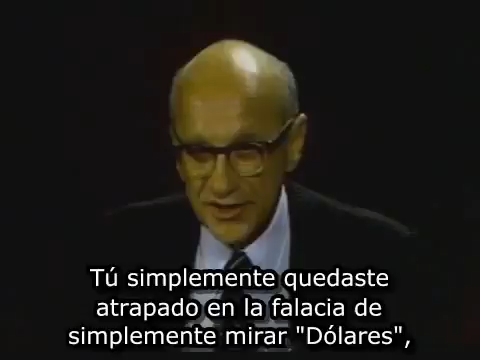 Tú simplemente quedaste
atrapado en la falacia de
simplemente mirar "Dólares",